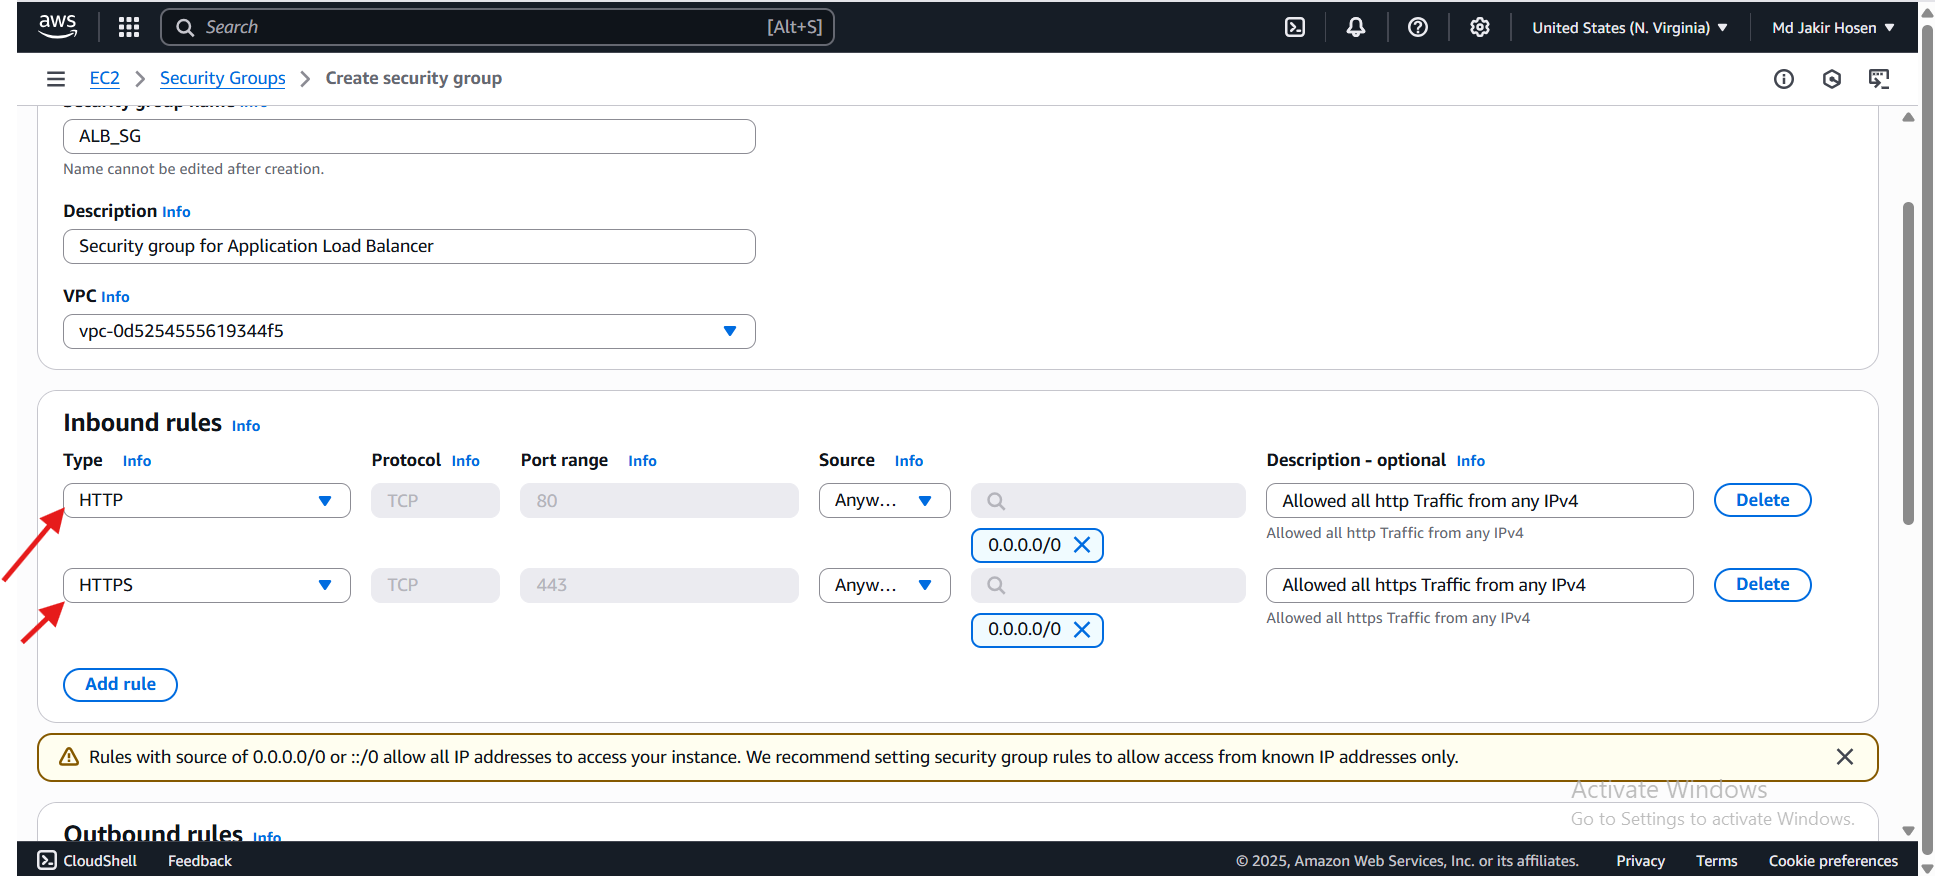 aws Search [Alt+S] United States (N. Virginia) Md Jakir Hosen
EC2 Security Groups Create security group
Security group name Info
ALB_SG
Name cannot be edited after creation.
Description Info
Security group for Application Load Balancer
VPC Info
vpc-0d5254555619344f5
Inbound rules Info
Type Info Protocol Info Port range Info Source Info Description - optional Info
HTTP TCP 80 Anyw... Allowed all http Traffic from any IPv4 Delete
Allowed all http Traffic from any IPv4
0.0.0.0/0
HTTPS TCP 443 Anyw... Allowed all https Traffic from any IPv4 Delete
Allowed all https Traffic from any IPv4
0.0.0.0/0
Add rule
Rules with source of 0.0.0.0/0 or ::/0 allow all IP addresses to access your instance. We recommend setting security group rules to allow access from known IP addresses only.
Activate Windows
Go to Settings to activate Windows.
Outbound rules Info
CloudShell Feedback © 2025, Amazon Web Services, Inc. or its affiliates. Privacy Terms Cookie preferences